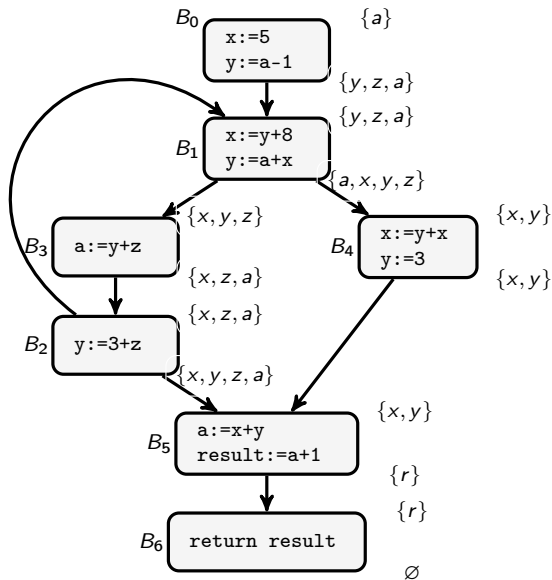 B₀
{a}
x:=5
y:=a-1
{y, z, a}
{y, z, a}
B₁
x:=y+8
y:=a+x
{a, x, y, z}
{x, y, z}
{x, y}
B₃
a:=y+z
B₄
x:=y+x
y:=3
{x, z, a}
{x, y}
{x, z, a}
B₂
y:=3+z
{x, y, z, a}
{x, y}
B₅
a:=x+y
result:=a+1
{r}
{r}
B₆
return result
∅